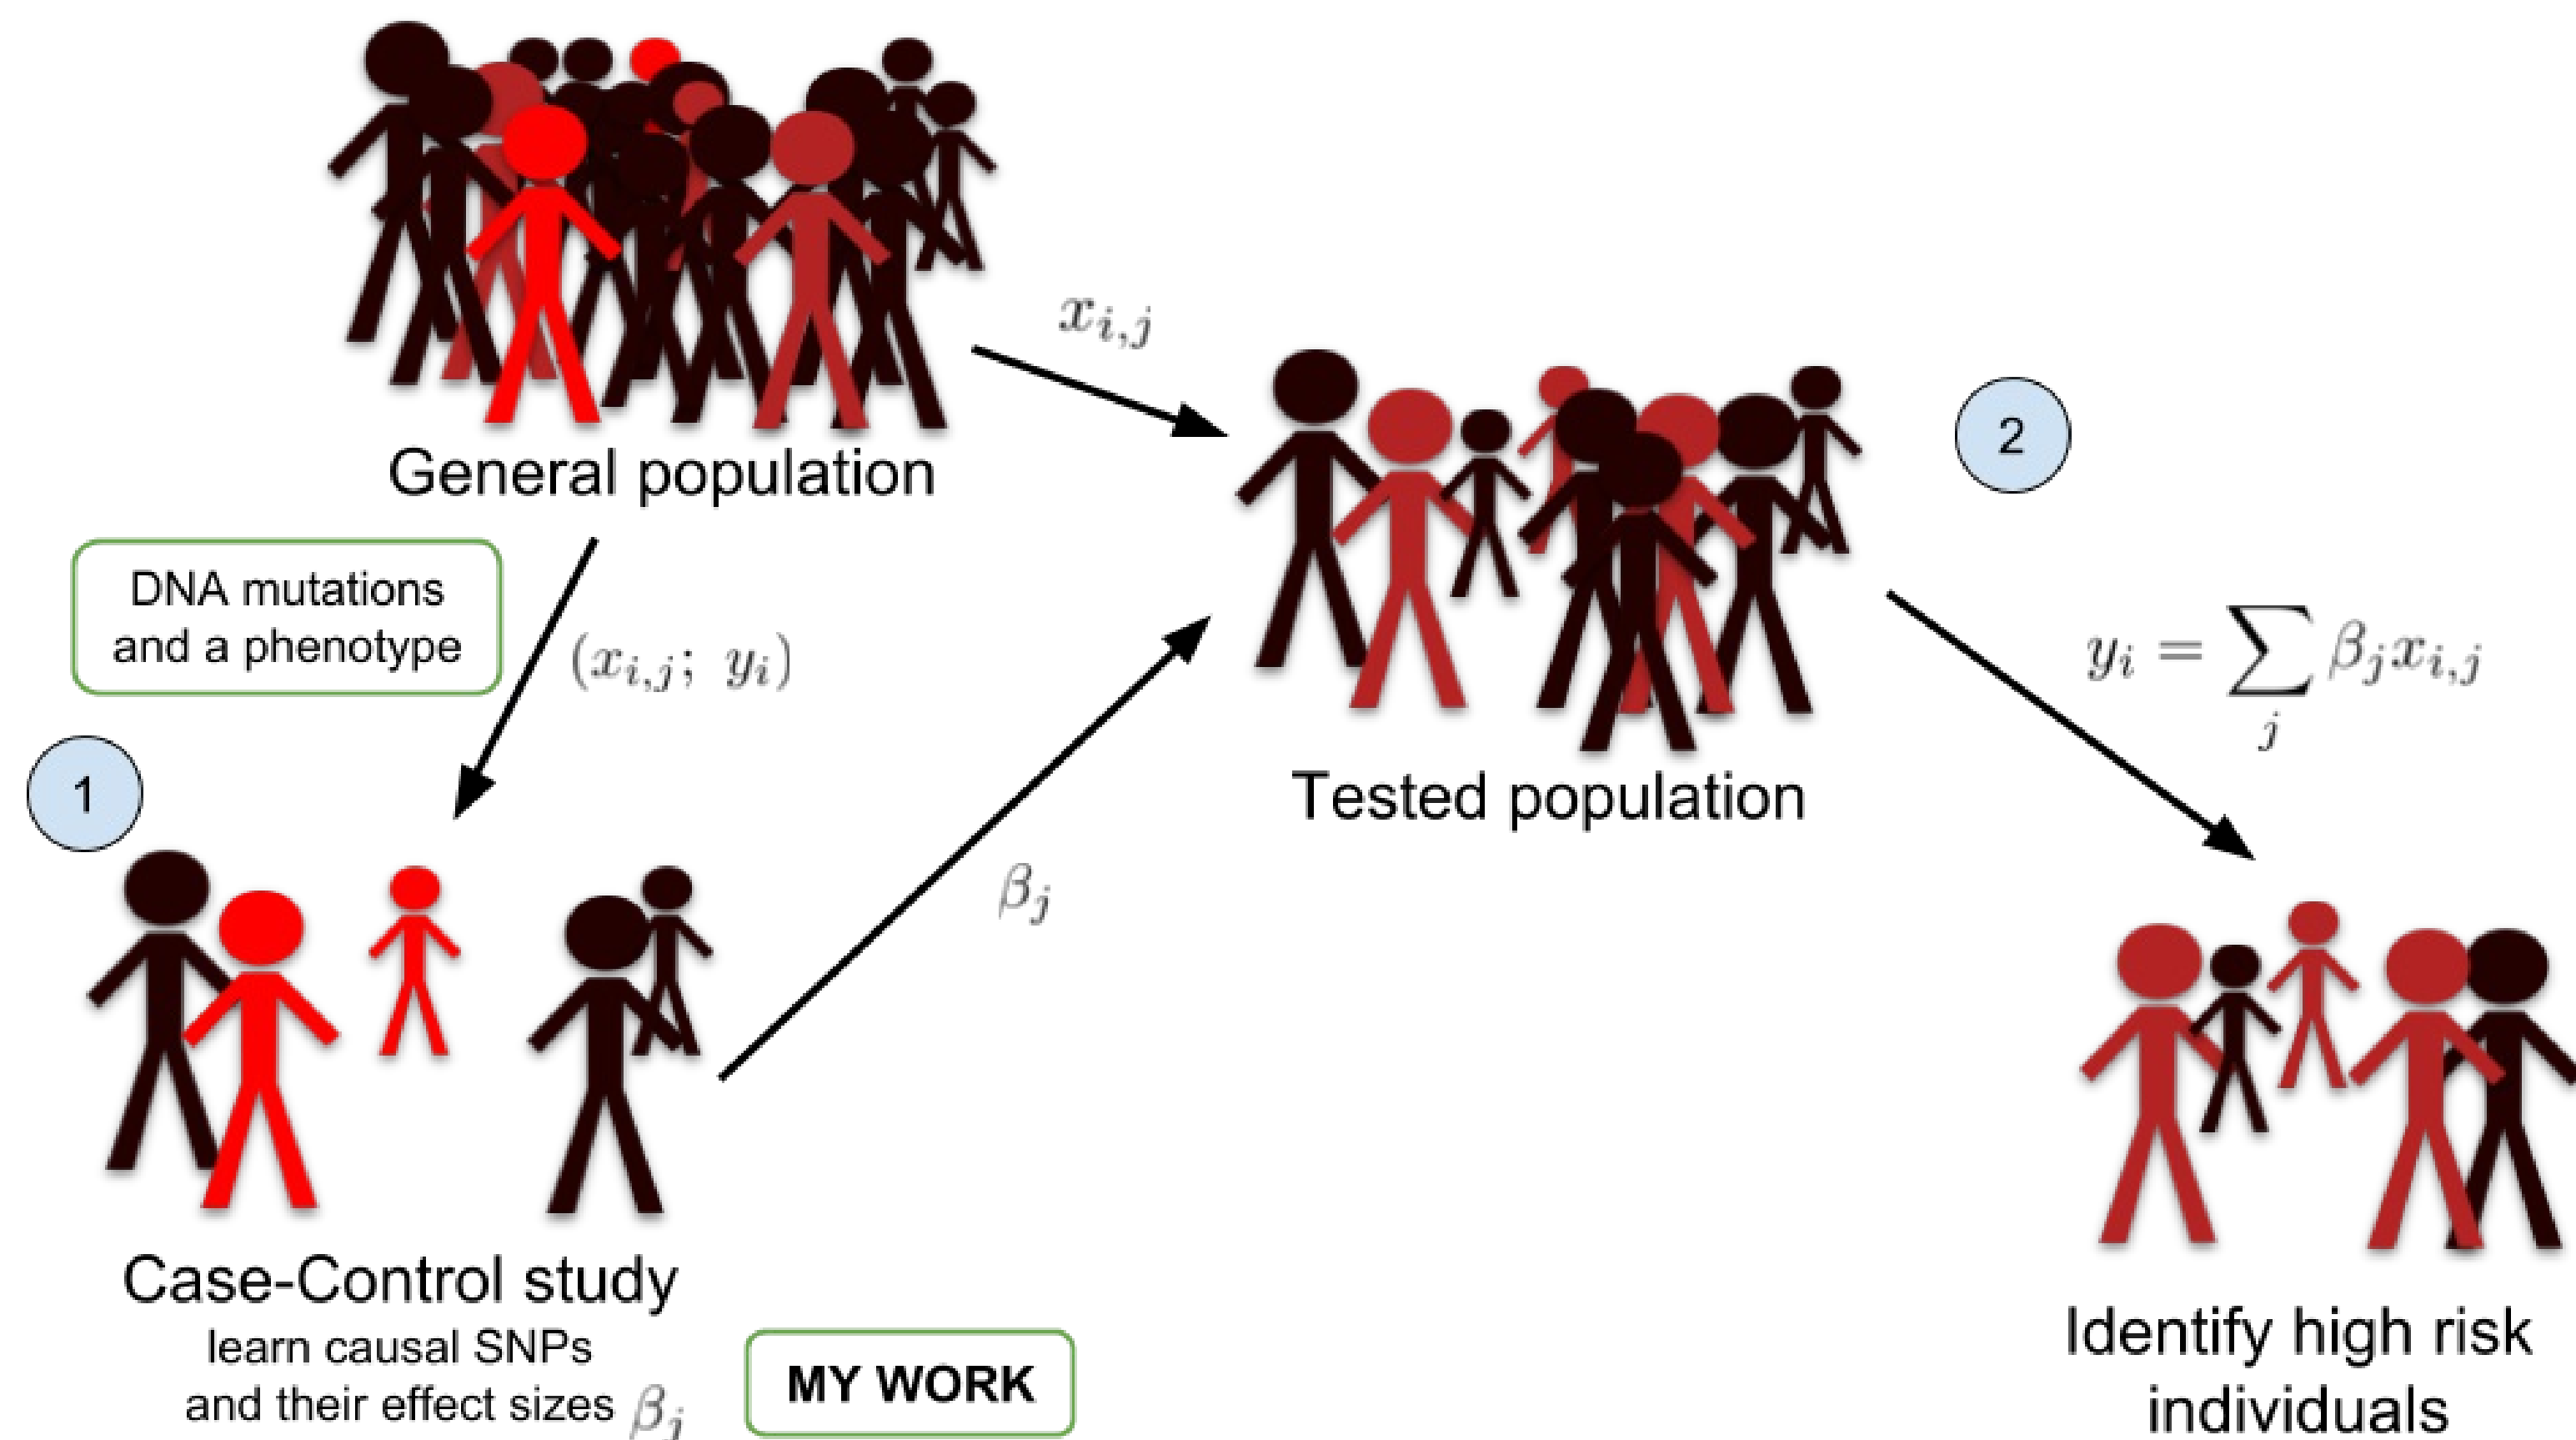 General population
x_{i,j}
DNA mutations
and a phenotype
(x_{i,j}; y_i)
1
2
y_i = \sum_j \beta_j x_{i,j}
Tested population
β_j
Case-Control study
learn causal SNPs
and their effect sizes β_j
MY WORK
Identify high risk
individuals